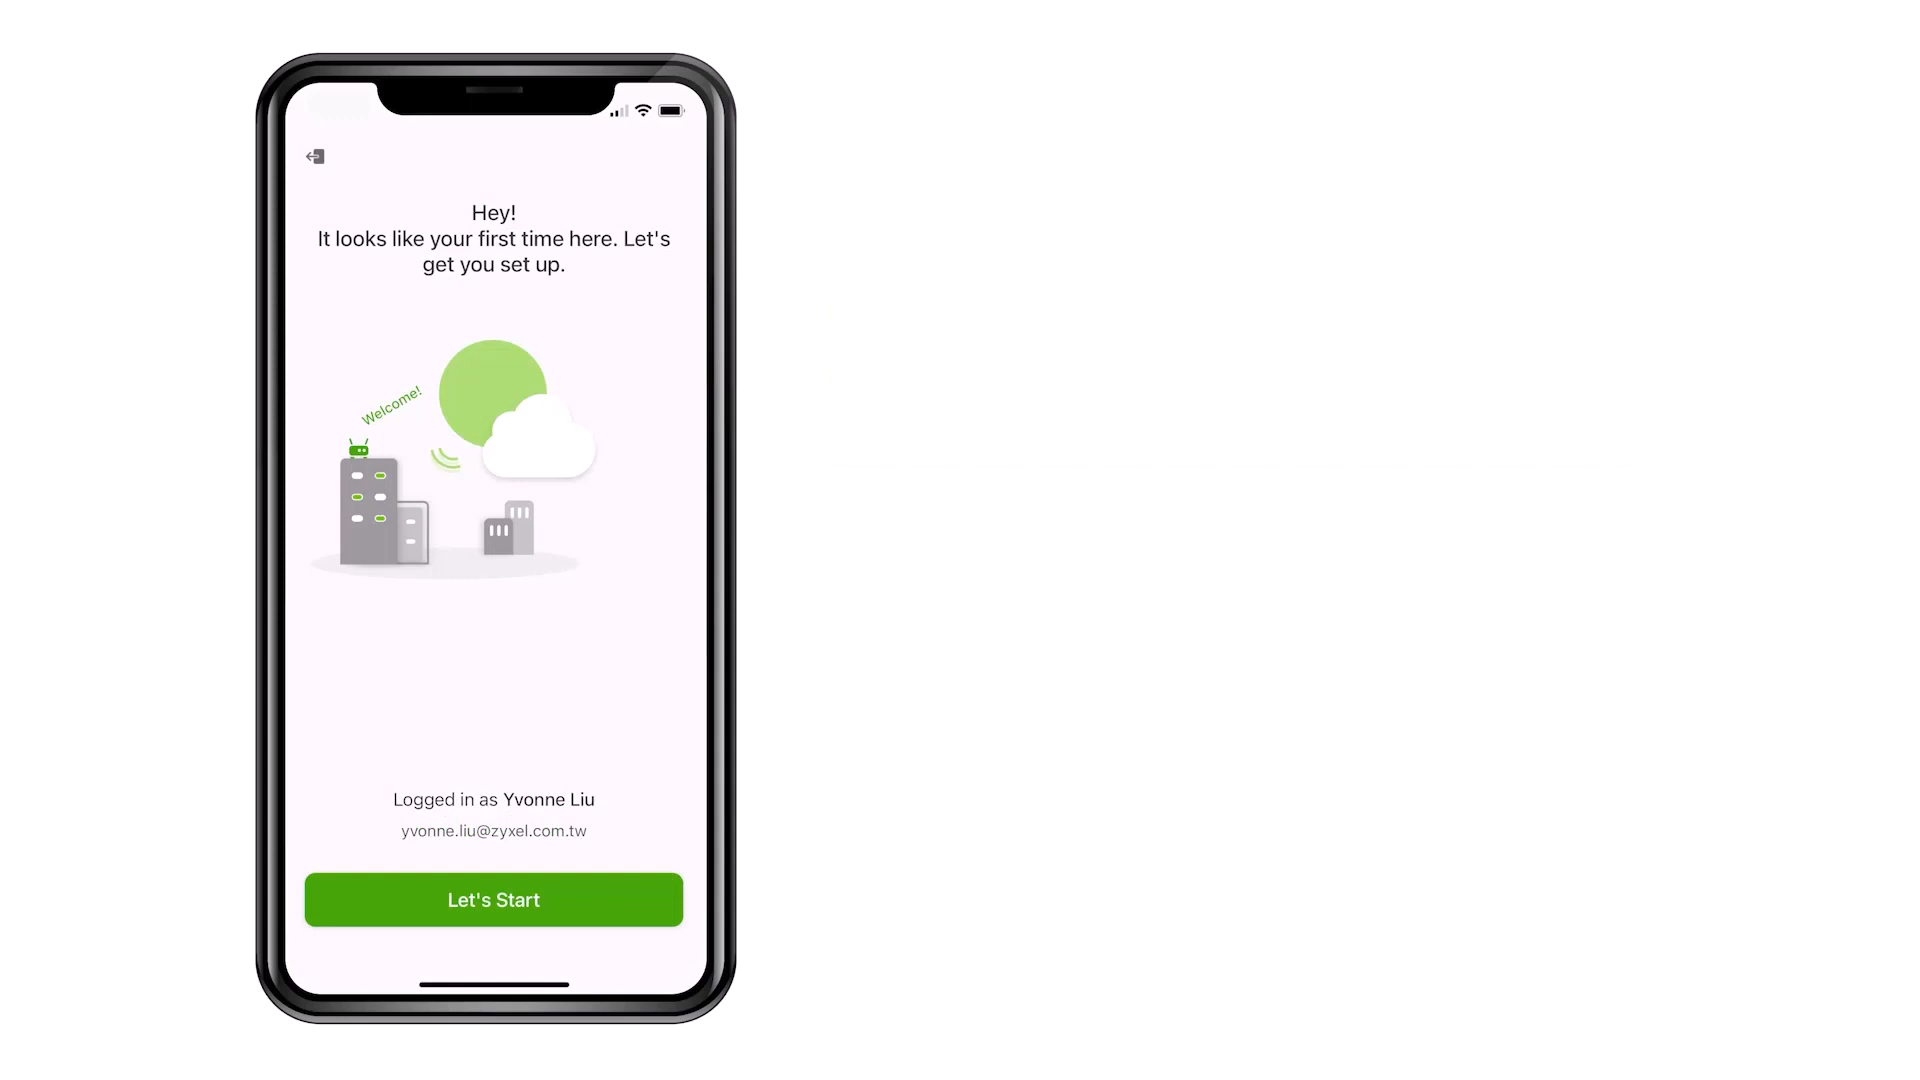 Hey!
It looks like your first time here. Let's
get you set up.
Welcome!
Logged in as Yvonne Liu
yvonne.liu@zyxel.com.tw
Let's Start